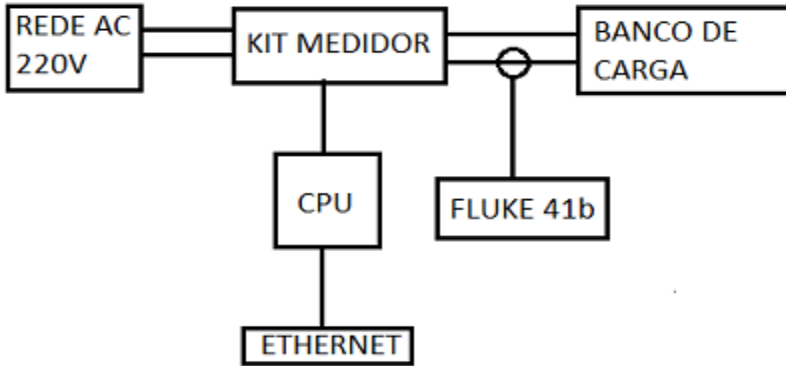 REDE AC
220V
KIT MEDIDOR
BANCO DE
CARGA
CPU
FLUKE 41b
ETHERNET